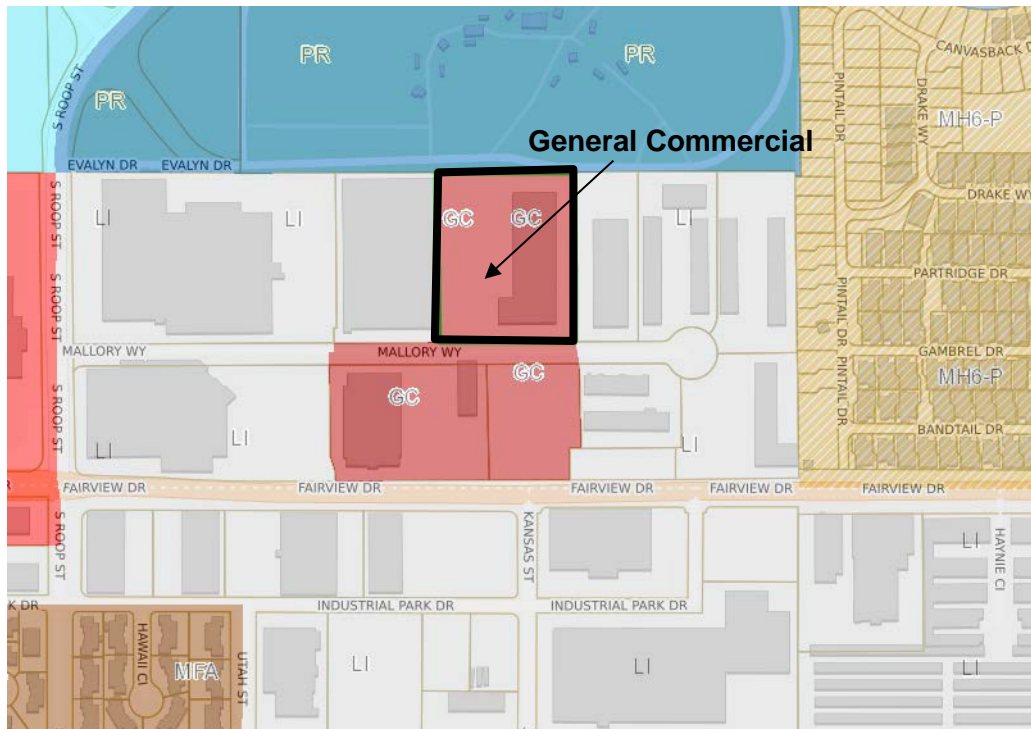 CANVASBACK D
PR
PR
PR
S ROOP ST
PINTAIL DR
DRAKE WY
MH6-P
General Commercial
EVALYN DR
EVALYN DR
S ROOP ST
LI
LI
GC
GC
LI
DRAKE WY
S ROOP ST
PARTRIDGE DR
PINTAIL DR
MALLORY WY
MALLORY WY
GAMBREL DR
GC
GC
MH6-P
S ROOP ST
PINTAIL DR
LI
LI
LI
BANDTAIL DR
R
FAIRVIEW DR
FAIRVIEW DR
FAIRVIEW DR
FAIRVIEW DR
FAIRVIEW DR
S ROOP ST
KANSAS ST
LI
HAYNIE CI
K DR
INDUSTRIAL PARK DR
INDUSTRIAL PARK DR
HAWAII CI
MFA
UTAH ST
LI
LI
LI